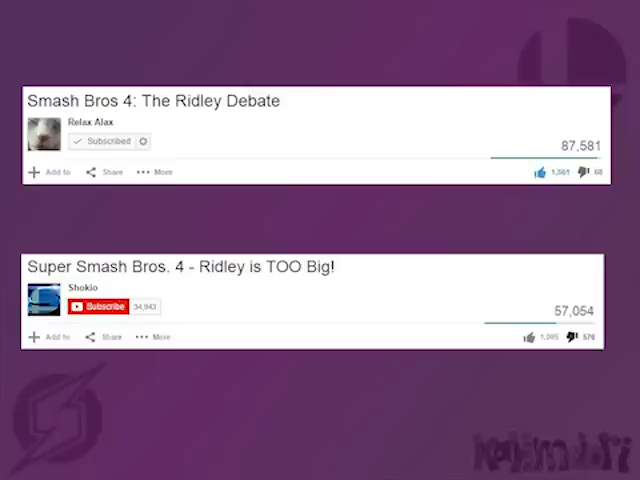 Smash Bros 4: The Ridley Debate
Relax Alax
Subscribed
87,581
Add to Share More 1,561 68
Super Smash Bros. 4 - Ridley is TOO Big!
Shokio
Subscribe 34,943
57,054
Add to Share More 1,085 576